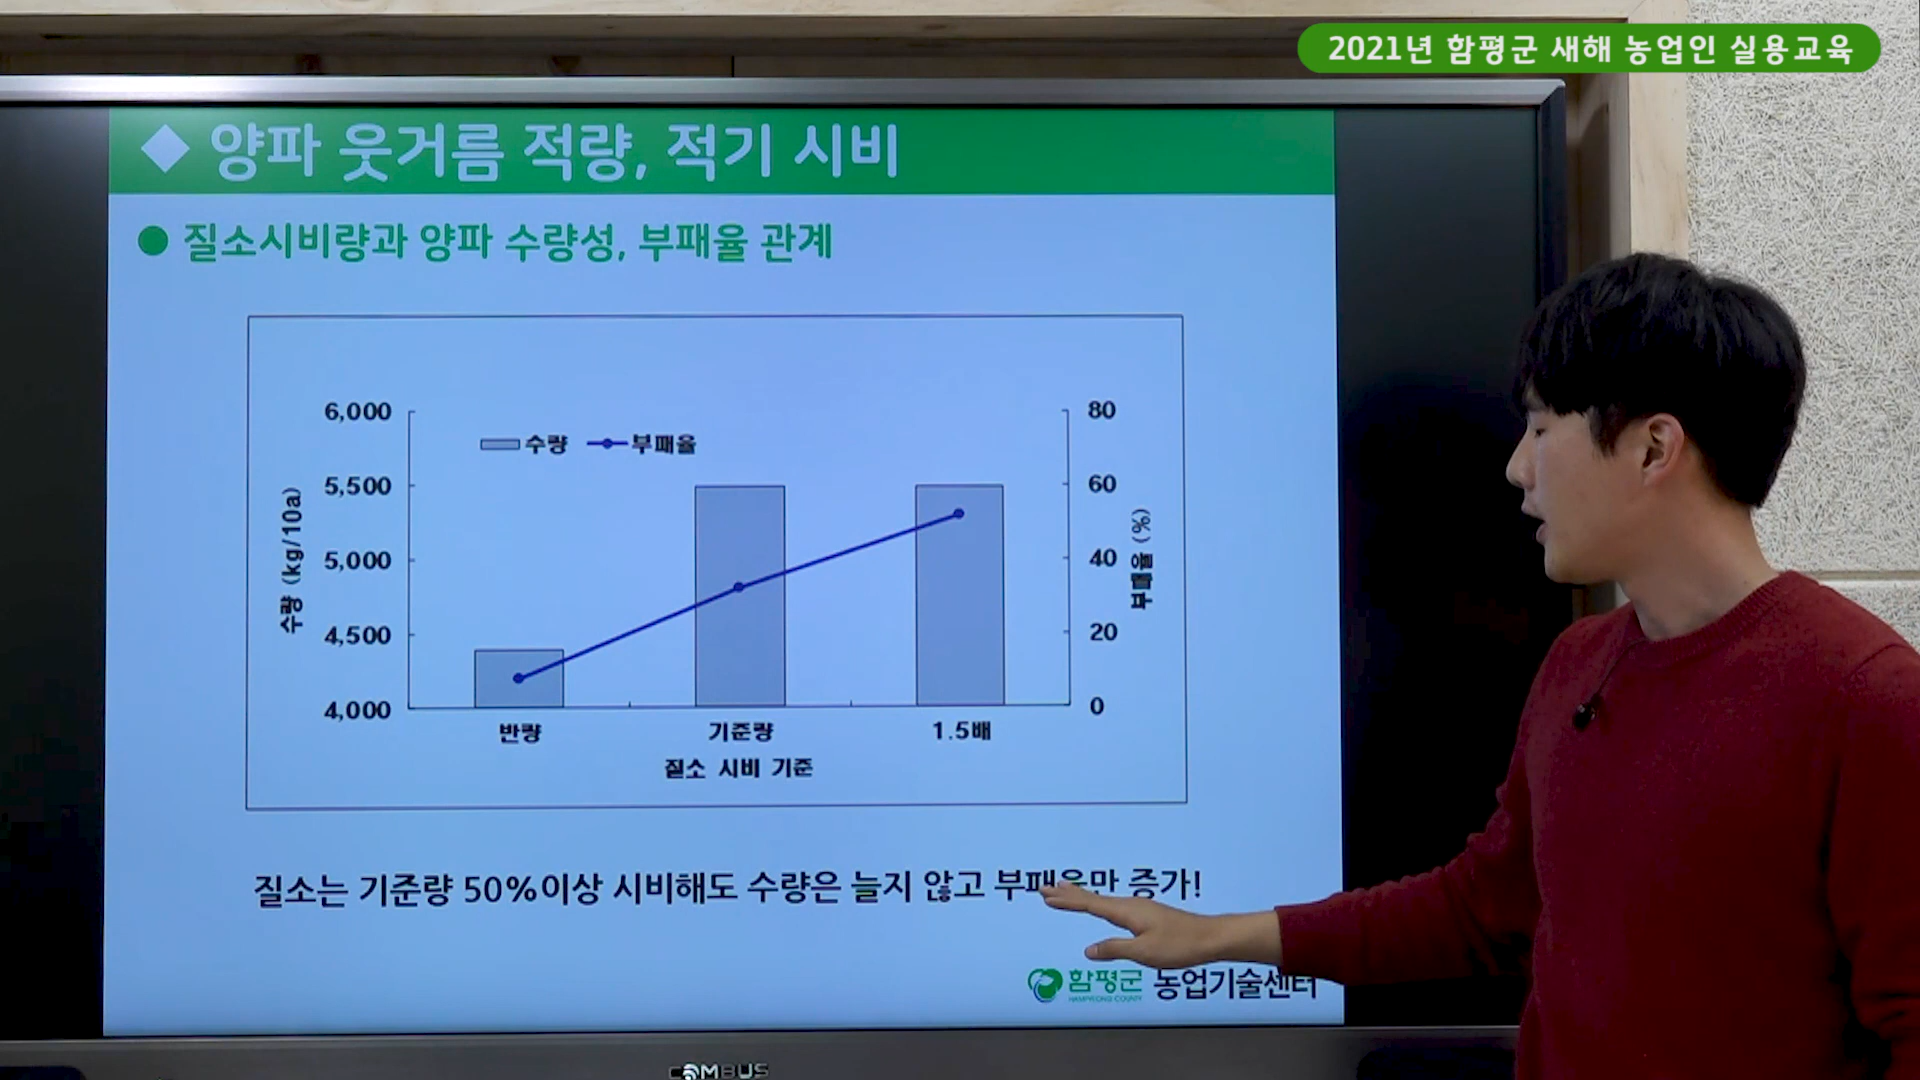 2021년 함평군 새해 농업인 실용교육
◆ 양파 웃거름 적량, 적기 시비
● 질소시비량과 양파 수량성, 부패율 관계
수량 부패율
6,000
5,500
5,000
4,500
4,000
수량 (kg/10a)
80
60
40
20
0
부패율 (%)
반량 기준량 1.5배
질소 시비 기준
질소는 기준량 50%이상 시비해도 수량은 늘지 않고 부패율만 증가!
함평군 농업기술센터
HAMPYEONG COUNTY
COMBUS